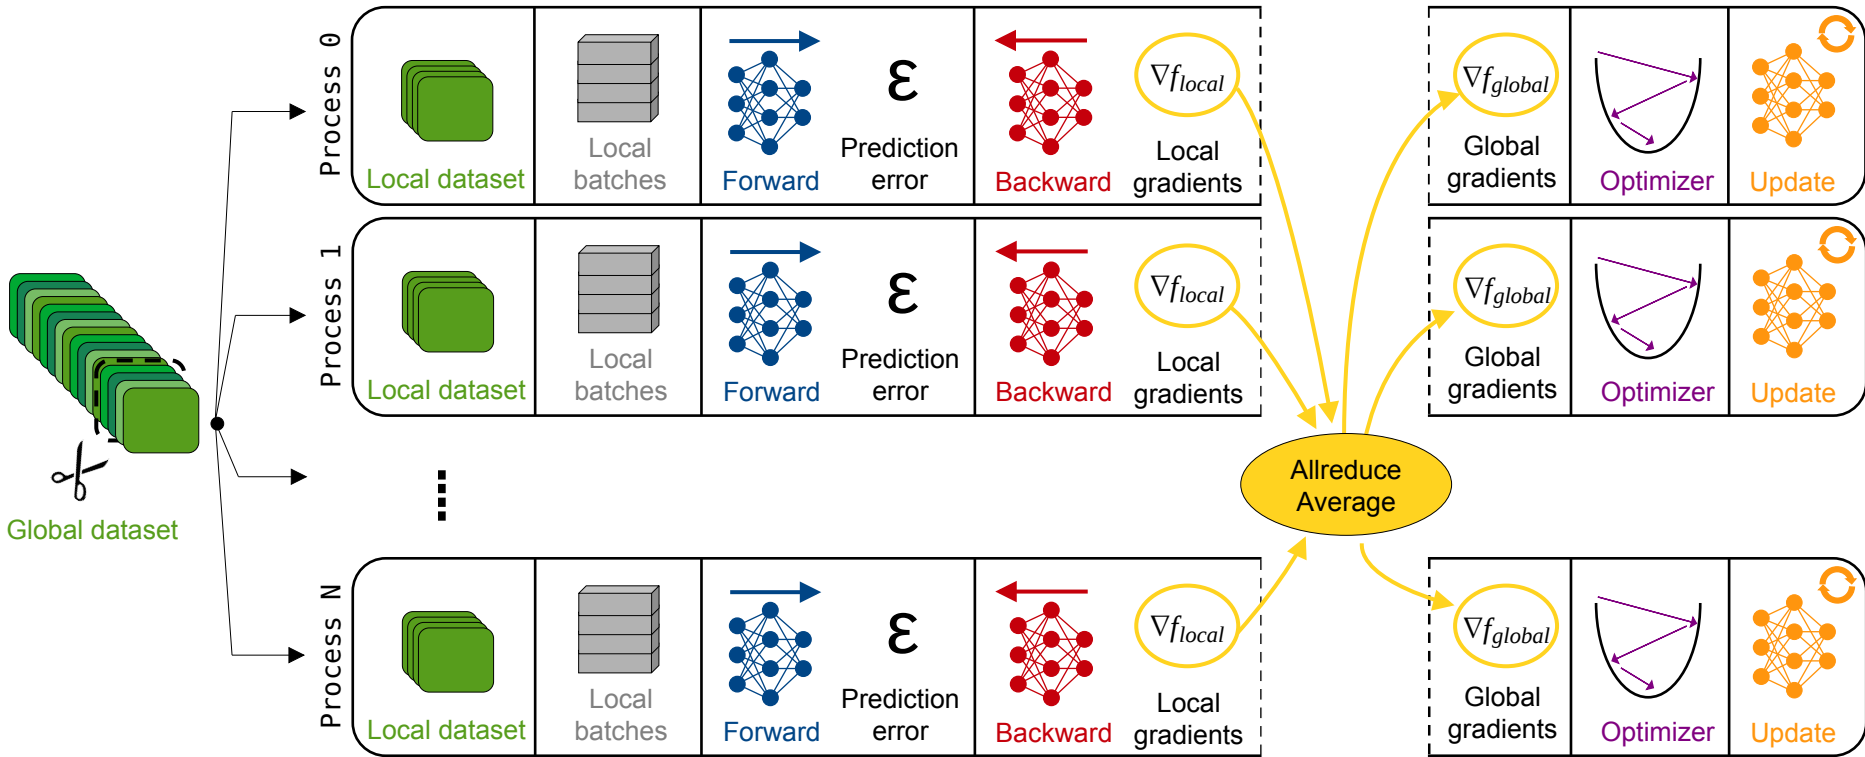 Process 0
Local dataset
Local
batches
Forward
ε
Prediction
error
Backward
∇f_local
Local
gradients
∇f_global
Global
gradients
Optimizer
Update
Process 1
Local dataset
Local
batches
Forward
ε
Prediction
error
Backward
∇f_local
Local
gradients
∇f_global
Global
gradients
Optimizer
Update
Global dataset
Allreduce
Average
Process N
Local dataset
Local
batches
Forward
ε
Prediction
error
Backward
∇f_local
Local
gradients
∇f_global
Global
gradients
Optimizer
Update